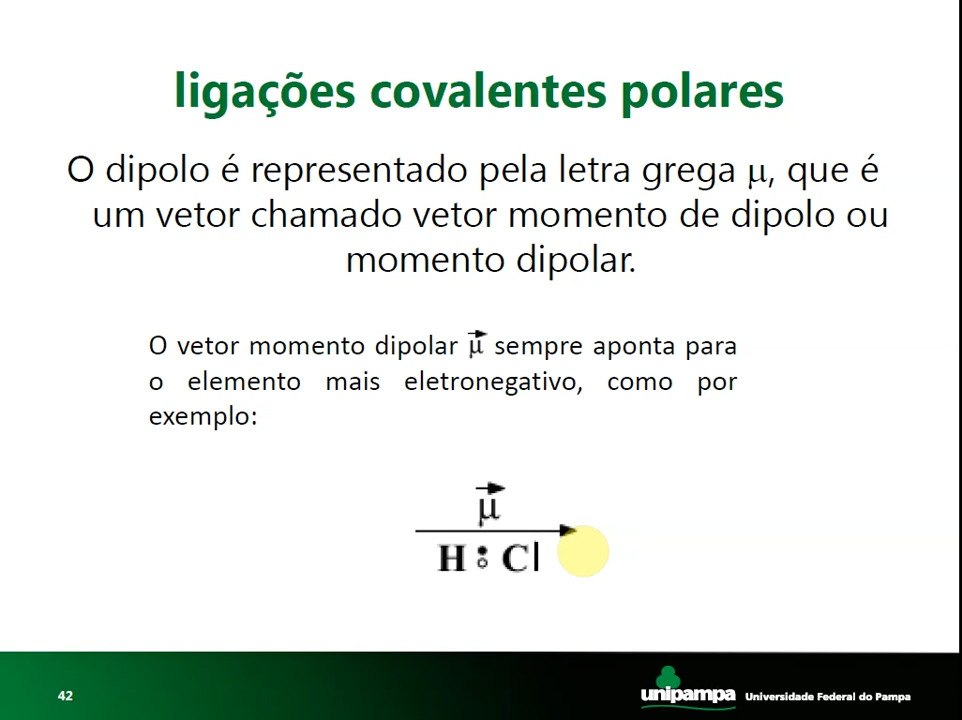 ligações covalentes polares
O dipolo é representado pela letra grega μ, que é
um vetor chamado vetor momento de dipolo ou
momento dipolar.
O vetor momento dipolar μ⃗ sempre aponta para
o elemento mais eletronegativo, como por
exemplo:
μ⃗
H : Cl
42
unipampa Universidade Federal do Pampa